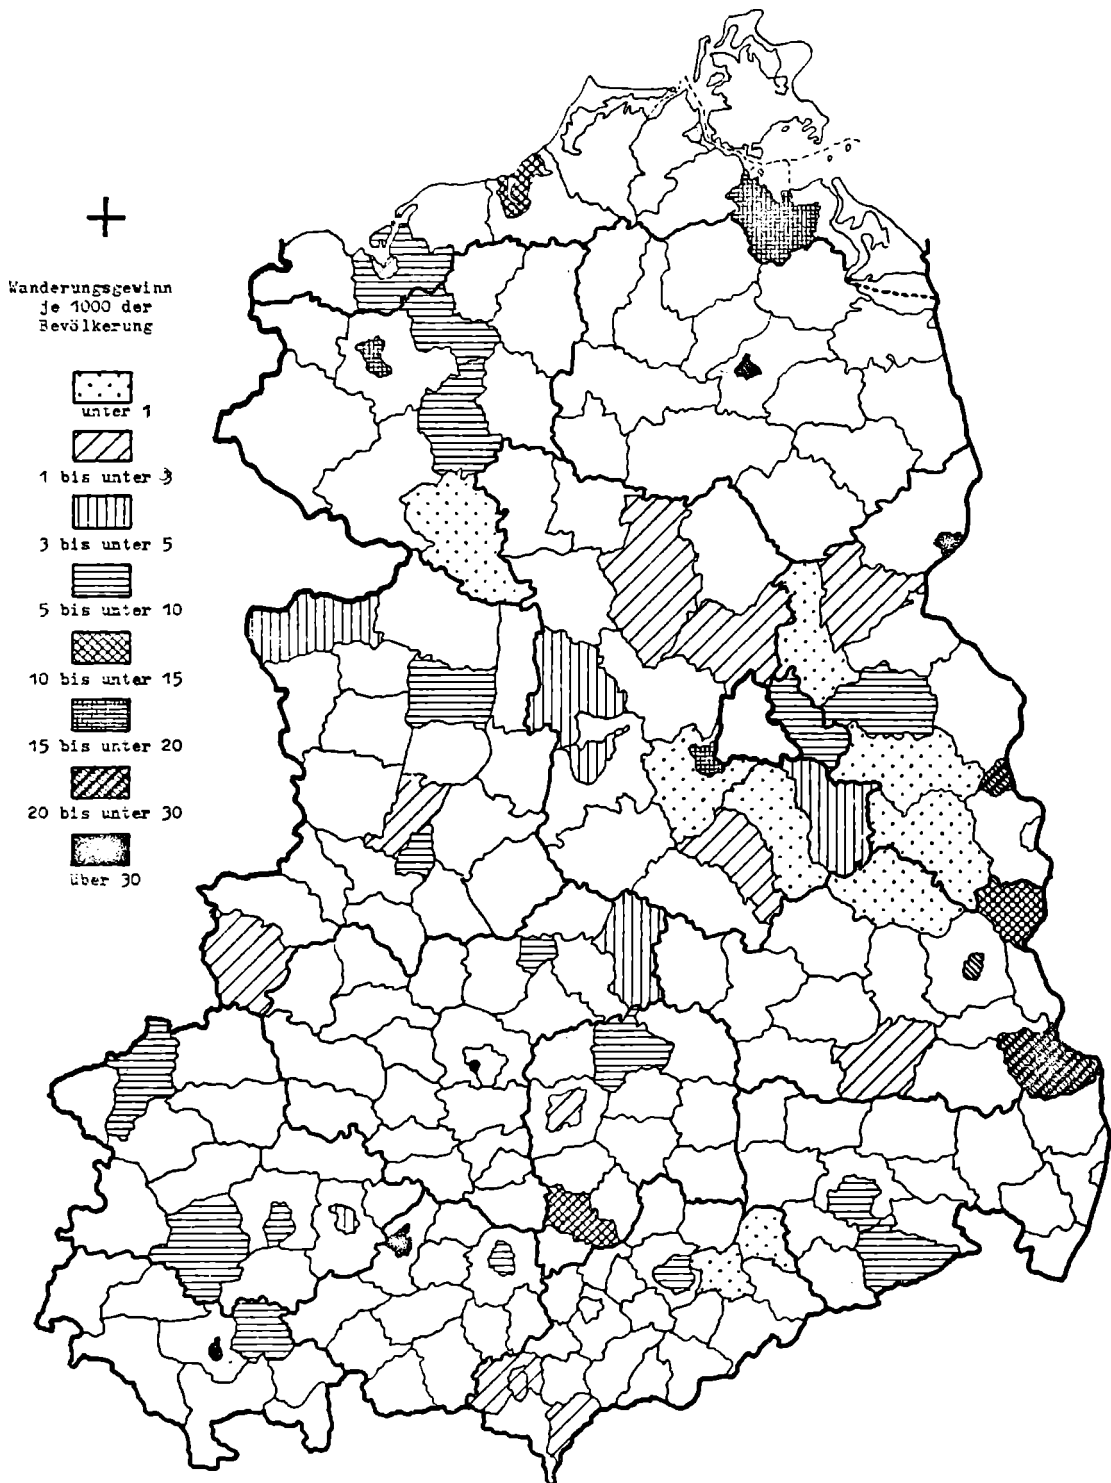 +
Wanderungsgewinn
je 1000 der
Bevölkerung
unter 1
1 bis unter 3
3 bis unter 5
5 bis unter 10
10 bis unter 15
15 bis unter 20
20 bis unter 30
über 30